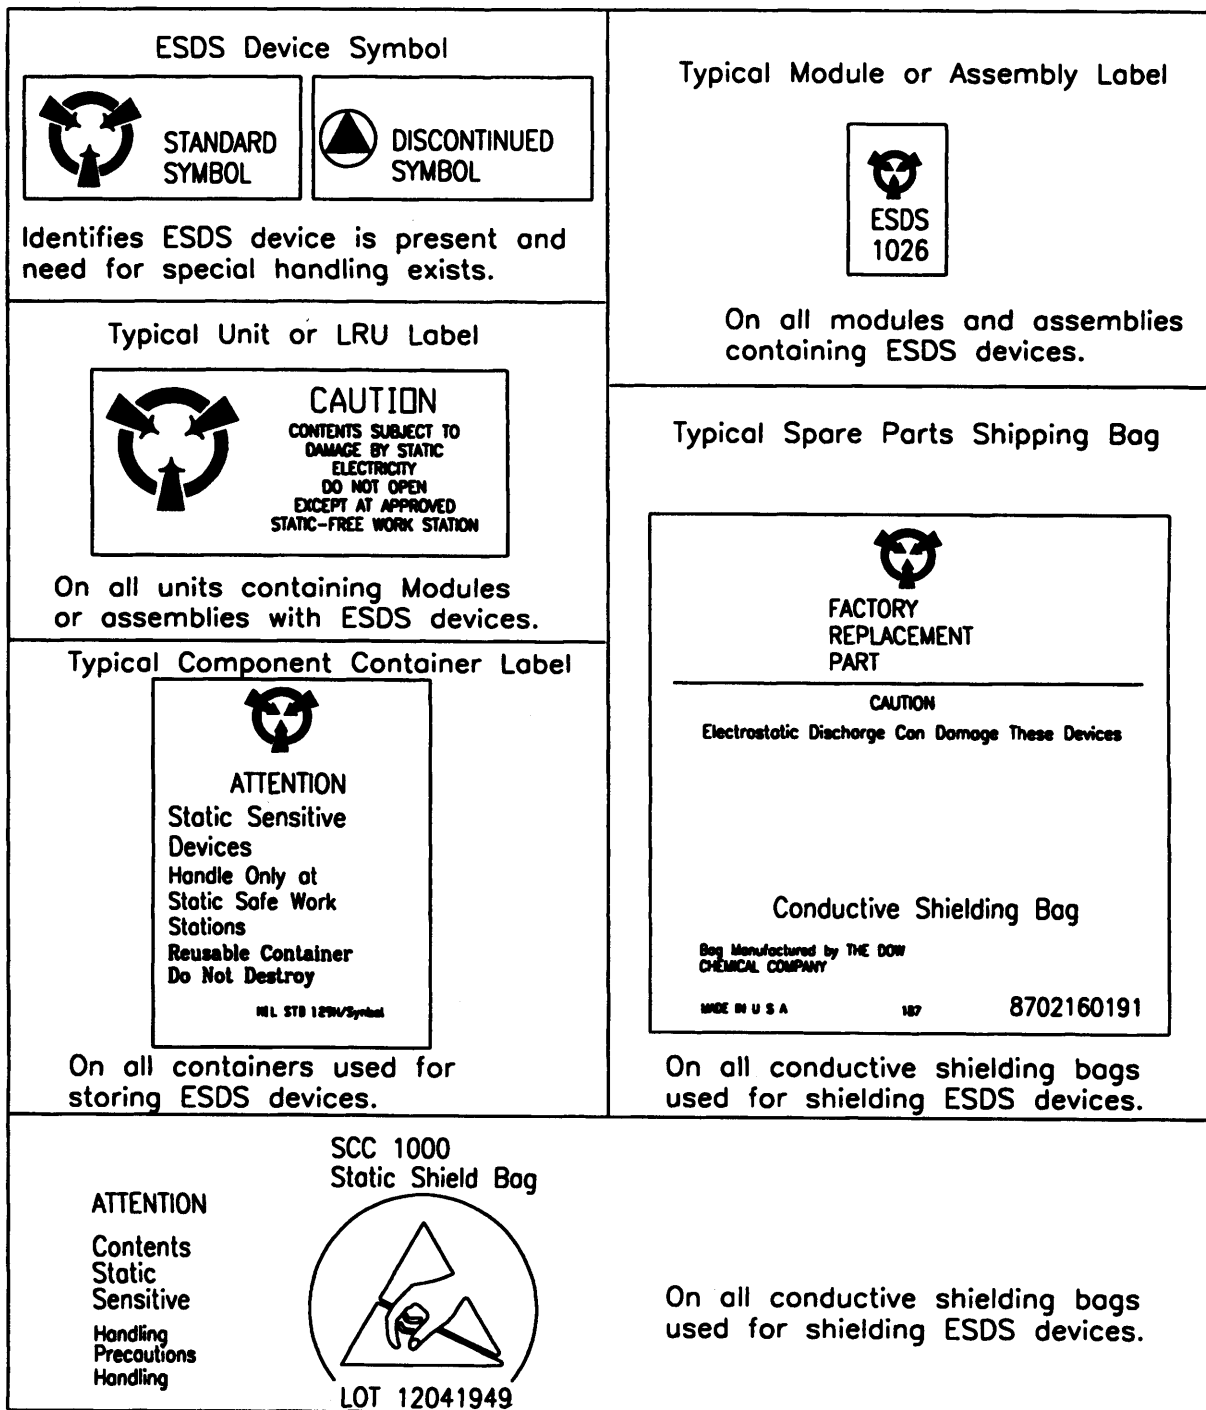 ESDS Device Symbol
STANDARD
SYMBOL
DISCONTINUED
SYMBOL
Identifies ESDS device is present and
need for special handling exists.
Typical Module or Assembly Label
ESDS
1026
On all modules and assemblies
containing ESDS devices.
Typical Unit or LRU Label
CAUTION
CONTENTS SUBJECT TO
DAMAGE BY STATIC
ELECTRICITY
DO NOT OPEN
EXCEPT AT APPROVED
STATIC-FREE WORK STATION
On all units containing Modules
or assemblies with ESDS devices.
Typical Spare Parts Shipping Bag
FACTORY
REPLACEMENT
PART
CAUTION
Electrostatic Discharge Can Damage These Devices
Conductive Shielding Bag
Bag Manufactured by THE DOW
CHEMICAL COMPANY
MADE IN U S A 187 8702160191
On all conductive shielding bags
used for shielding ESDS devices.
Typical Component Container Label
ATTENTION
Static Sensitive
Devices
Handle Only at
Static Safe Work
Stations
Reusable Container
Do Not Destroy
MIL STD 129H/Symbol
On all containers used for
storing ESDS devices.
SCC 1000
Static Shield Bag
ATTENTION
Contents
Static
Sensitive
Handling
Precautions
Handling
LOT 12041949
On all conductive shielding bags
used for shielding ESDS devices.